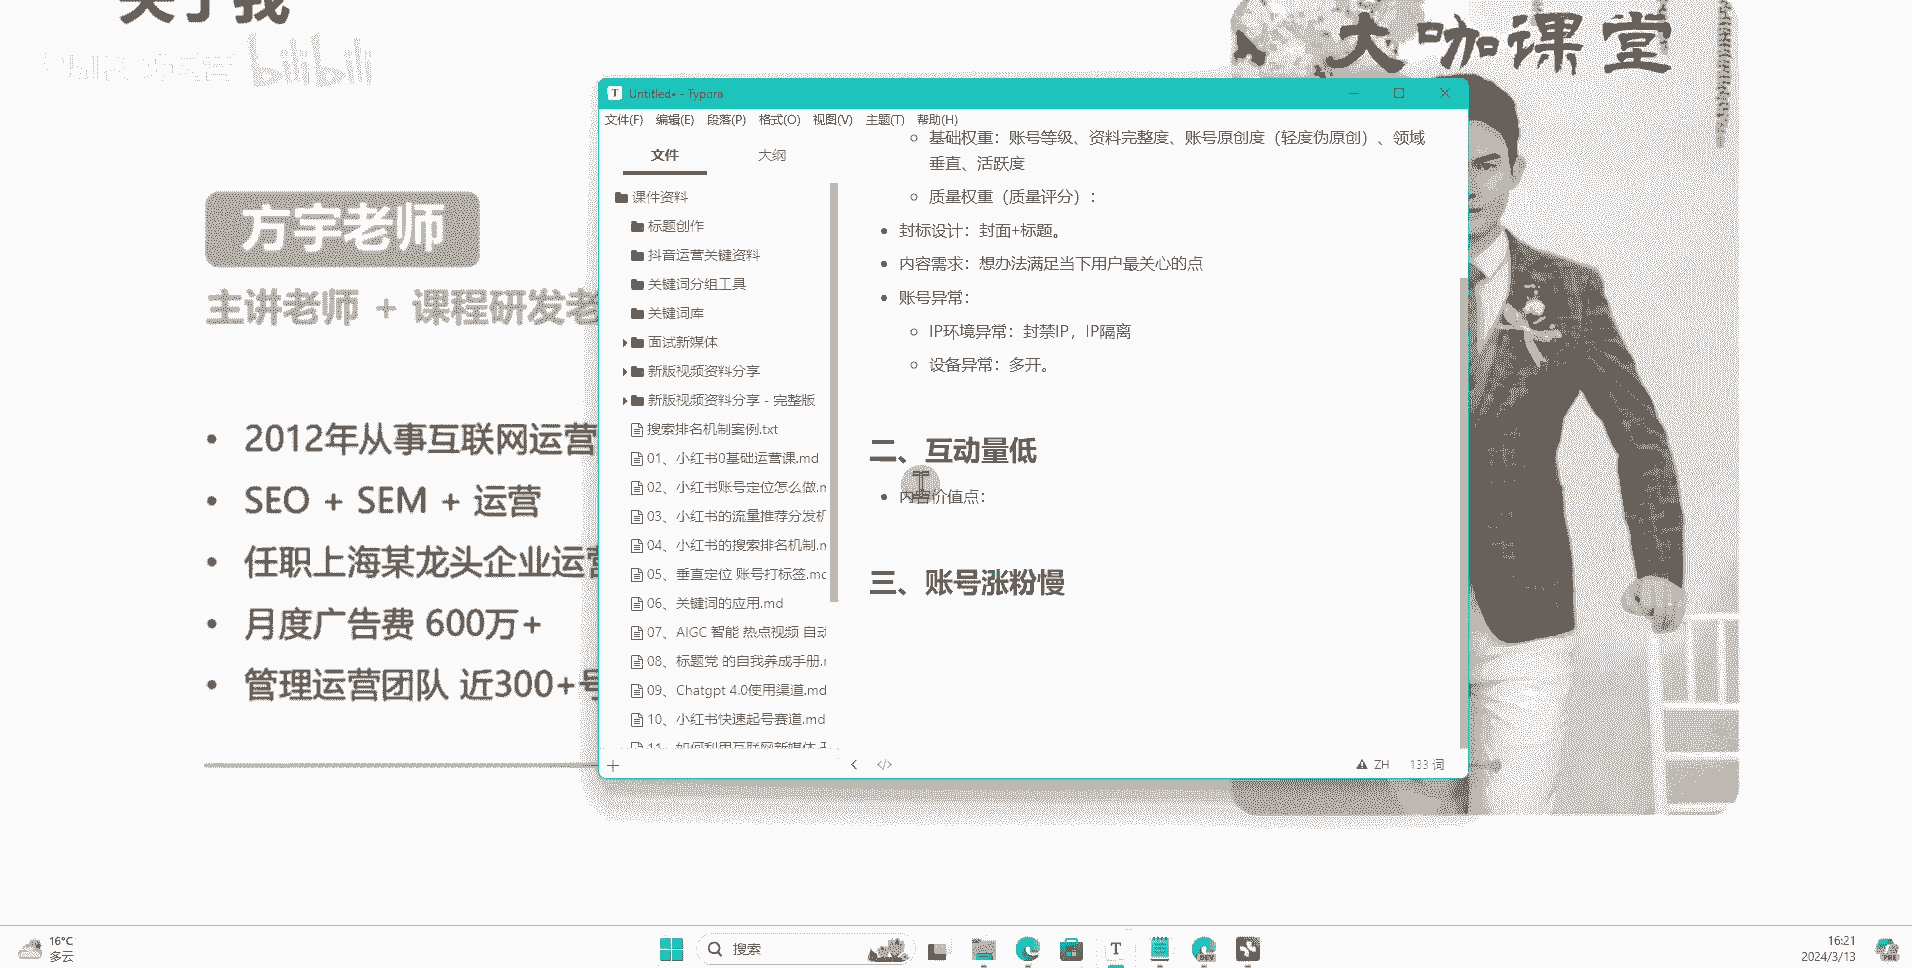 关于我
bilibili
大咖课堂
方宇老师
主讲老师 + 课程研发老
2012年从事互联网运营
SEO + SEM + 运营
任职上海某龙头企业运营
月度广告费 600万+
管理运营团队 近300+号
Untitled• - Typora
文件(F) 编辑(E) 段落(P) 格式(O) 视图(V) 主题(T) 帮助(H)
文件 大纲
课件资料
标题创作
抖音运营关键资料
关键词分组工具
关键词库
面试新媒体
新版视频资料分享
新版视频资料分享 - 完整版
搜索排名机制案例.txt
01、小红书0基础运营课.md
02、小红书账号定位怎么做.m
03、小红书的流量推荐分发机
04、小红书的搜索排名机制.m
05、垂直定位 账号打标签.md
06、关键词的应用.md
07、AIGC 智能 热点视频 自动
08、标题党 的自我养成手册.m
09、Chatgpt 4.0使用渠道.md
10、小红书快速起号赛道.md
11、如何利用互联网新媒体
基础权重：账号等级、资料完整度、账号原创度（轻度伪原创）、领域
垂直、活跃度
质量权重（质量评分）：
封标设计：封面+标题。
内容需求：想办法满足当下用户最关心的点
账号异常：
IP环境异常：封禁IP，IP隔离
设备异常：多开。
二、互动量低
内容价值点：
三、账号涨粉慢
ZH 133 词
16°C
多云
搜索
T
DEV
16:21
2024/3/13
PRE